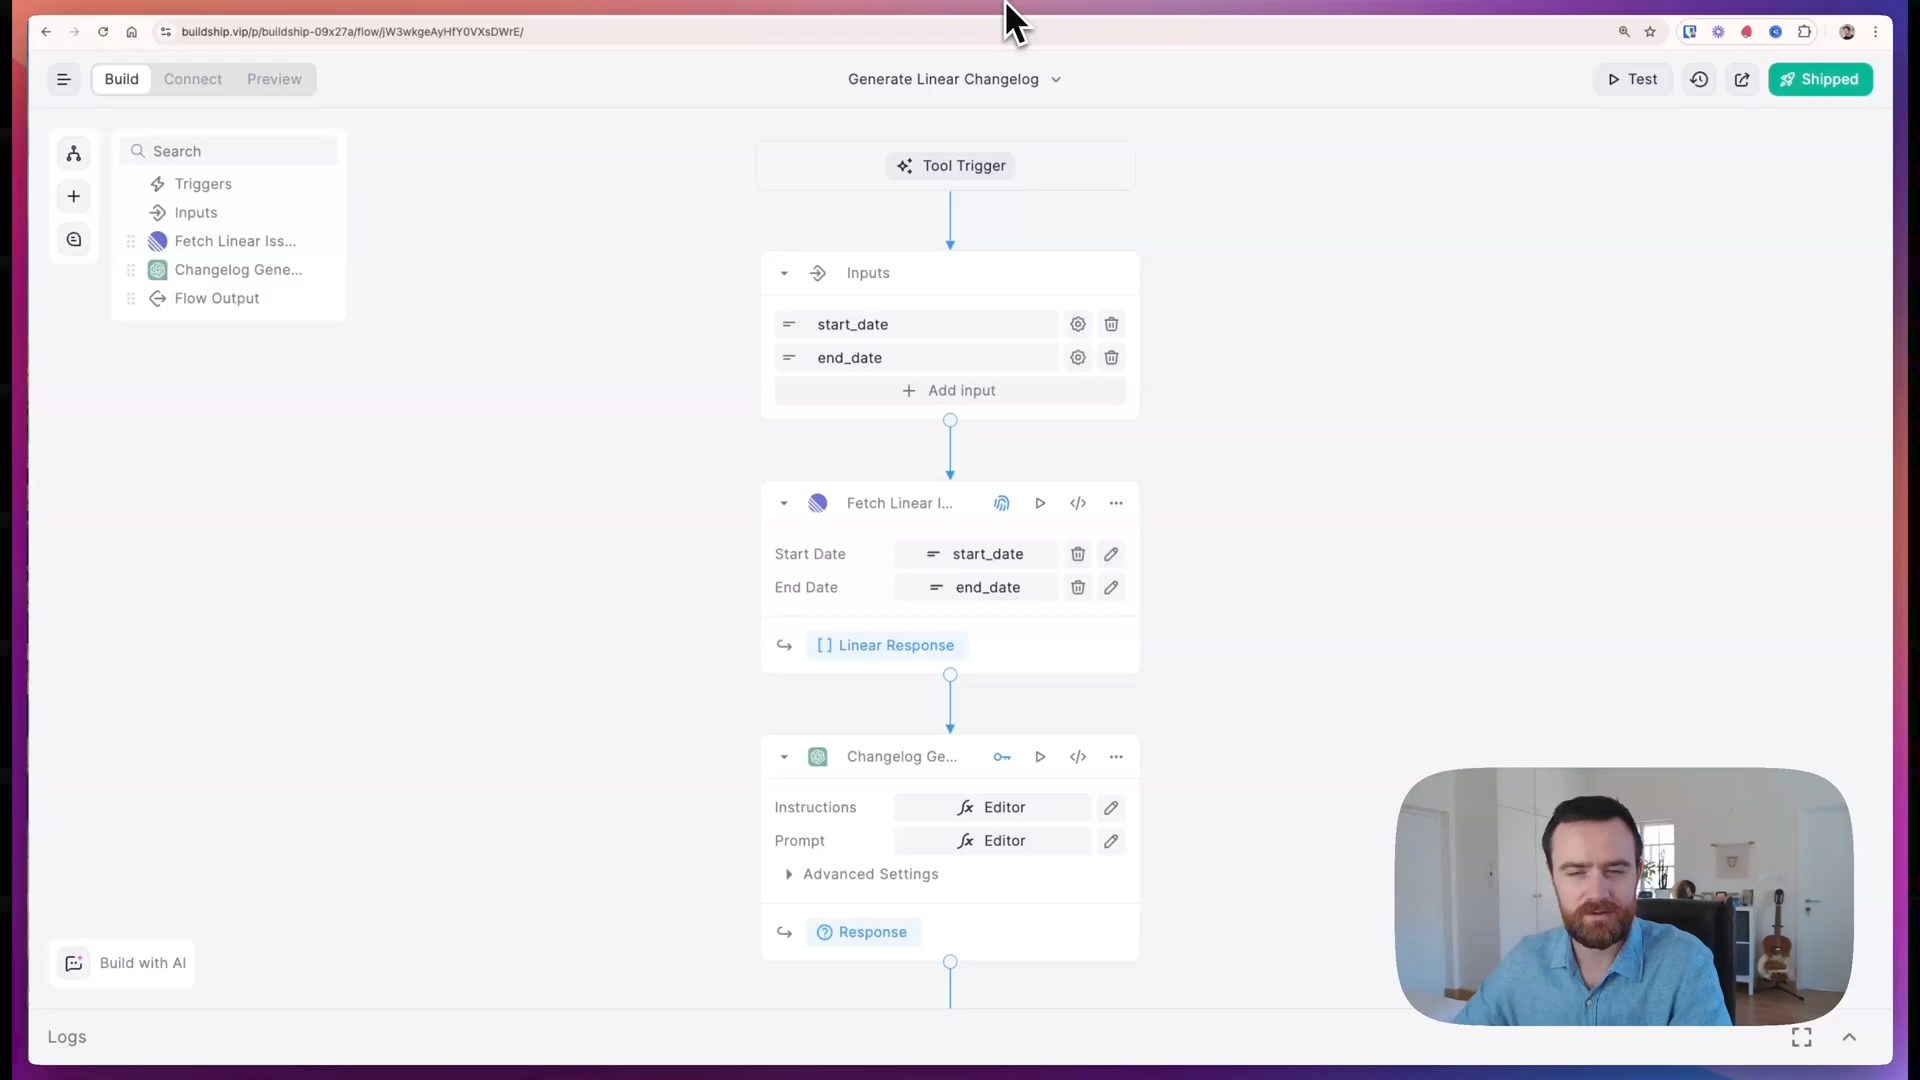 buildship.vip/p/buildship-09x27a/flow/jW3wkgeAyHfY0VXsDWrE/
Build
Connect
Preview
Generate Linear Changelog
Test
Shipped
Search
Triggers
Inputs
Fetch Linear Iss...
Changelog Gene...
Flow Output
Tool Trigger
Inputs
start_date
end_date
Add input
Fetch Linear I...
Start Date
start_date
End Date
end_date
[ ] Linear Response
Changelog Ge...
Instructions
fx Editor
Prompt
fx Editor
Advanced Settings
Response
Build with AI
Logs